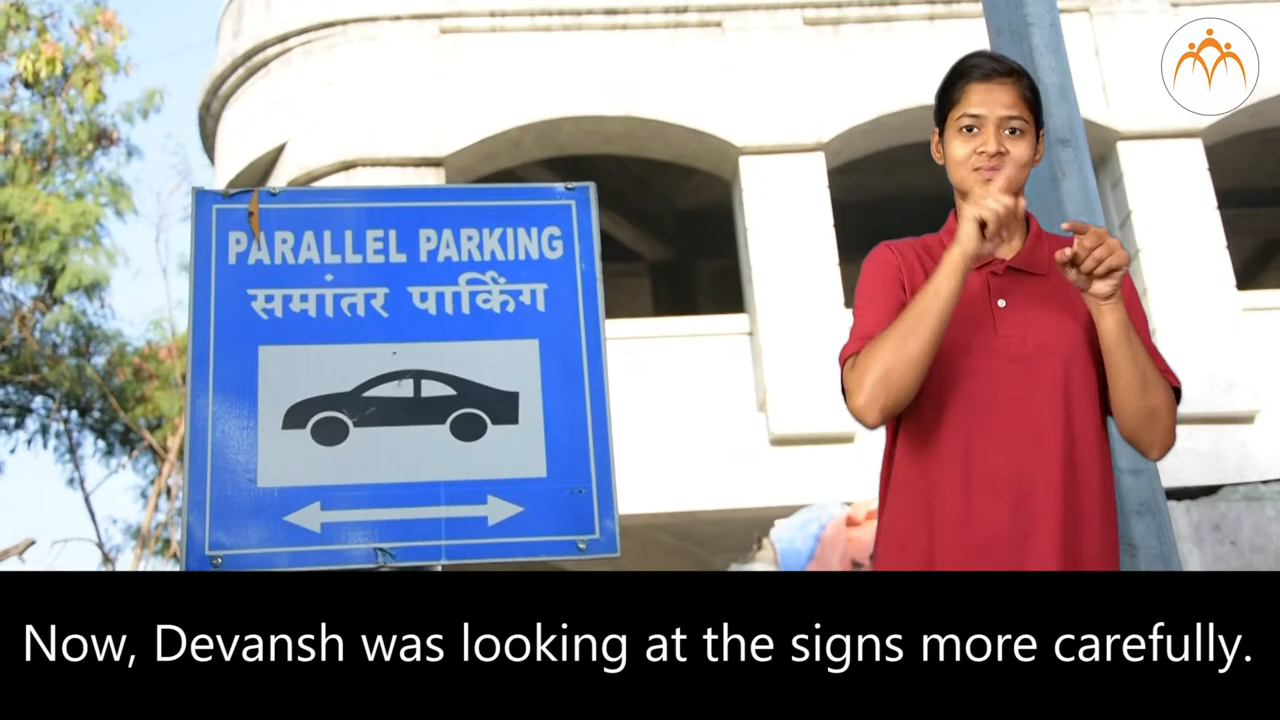 PARALLEL PARKING
समांतर पार्किंग
Now, Devansh was looking at the signs more carefully.